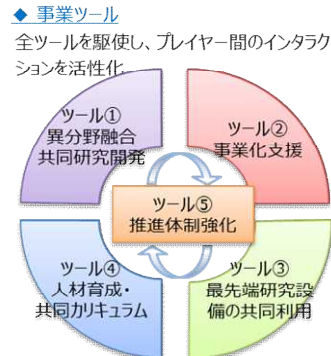 ◆ 事業ツール
全ツールを駆使し、プレイヤー間のインタラク
ションを活性化
ツール①
異分野融合
共同研究開発
ツール②
事業化支援
ツール⑤
推進体制強化
ツール④
人材育成・
共同カリキュラム
ツール③
最先端研究設
備の共同利用